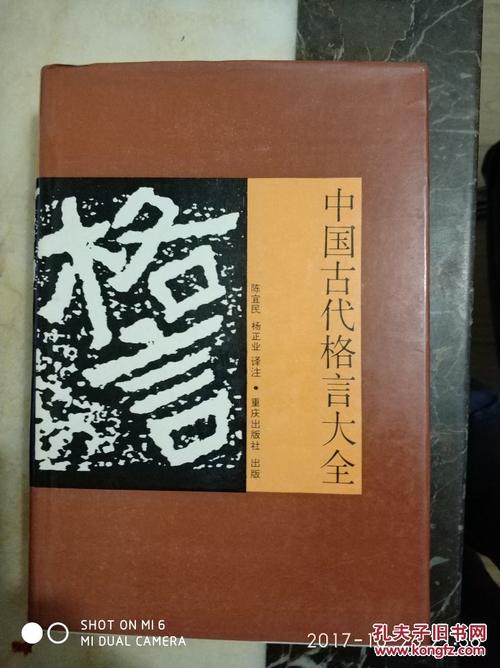 中国古代格言大全
陈宜民 杨正业 译注·重庆出版社 出版
格言
SHOT ON MI 6
MI DUAL CAMERA
孔夫子旧书网
www.kongfz.com